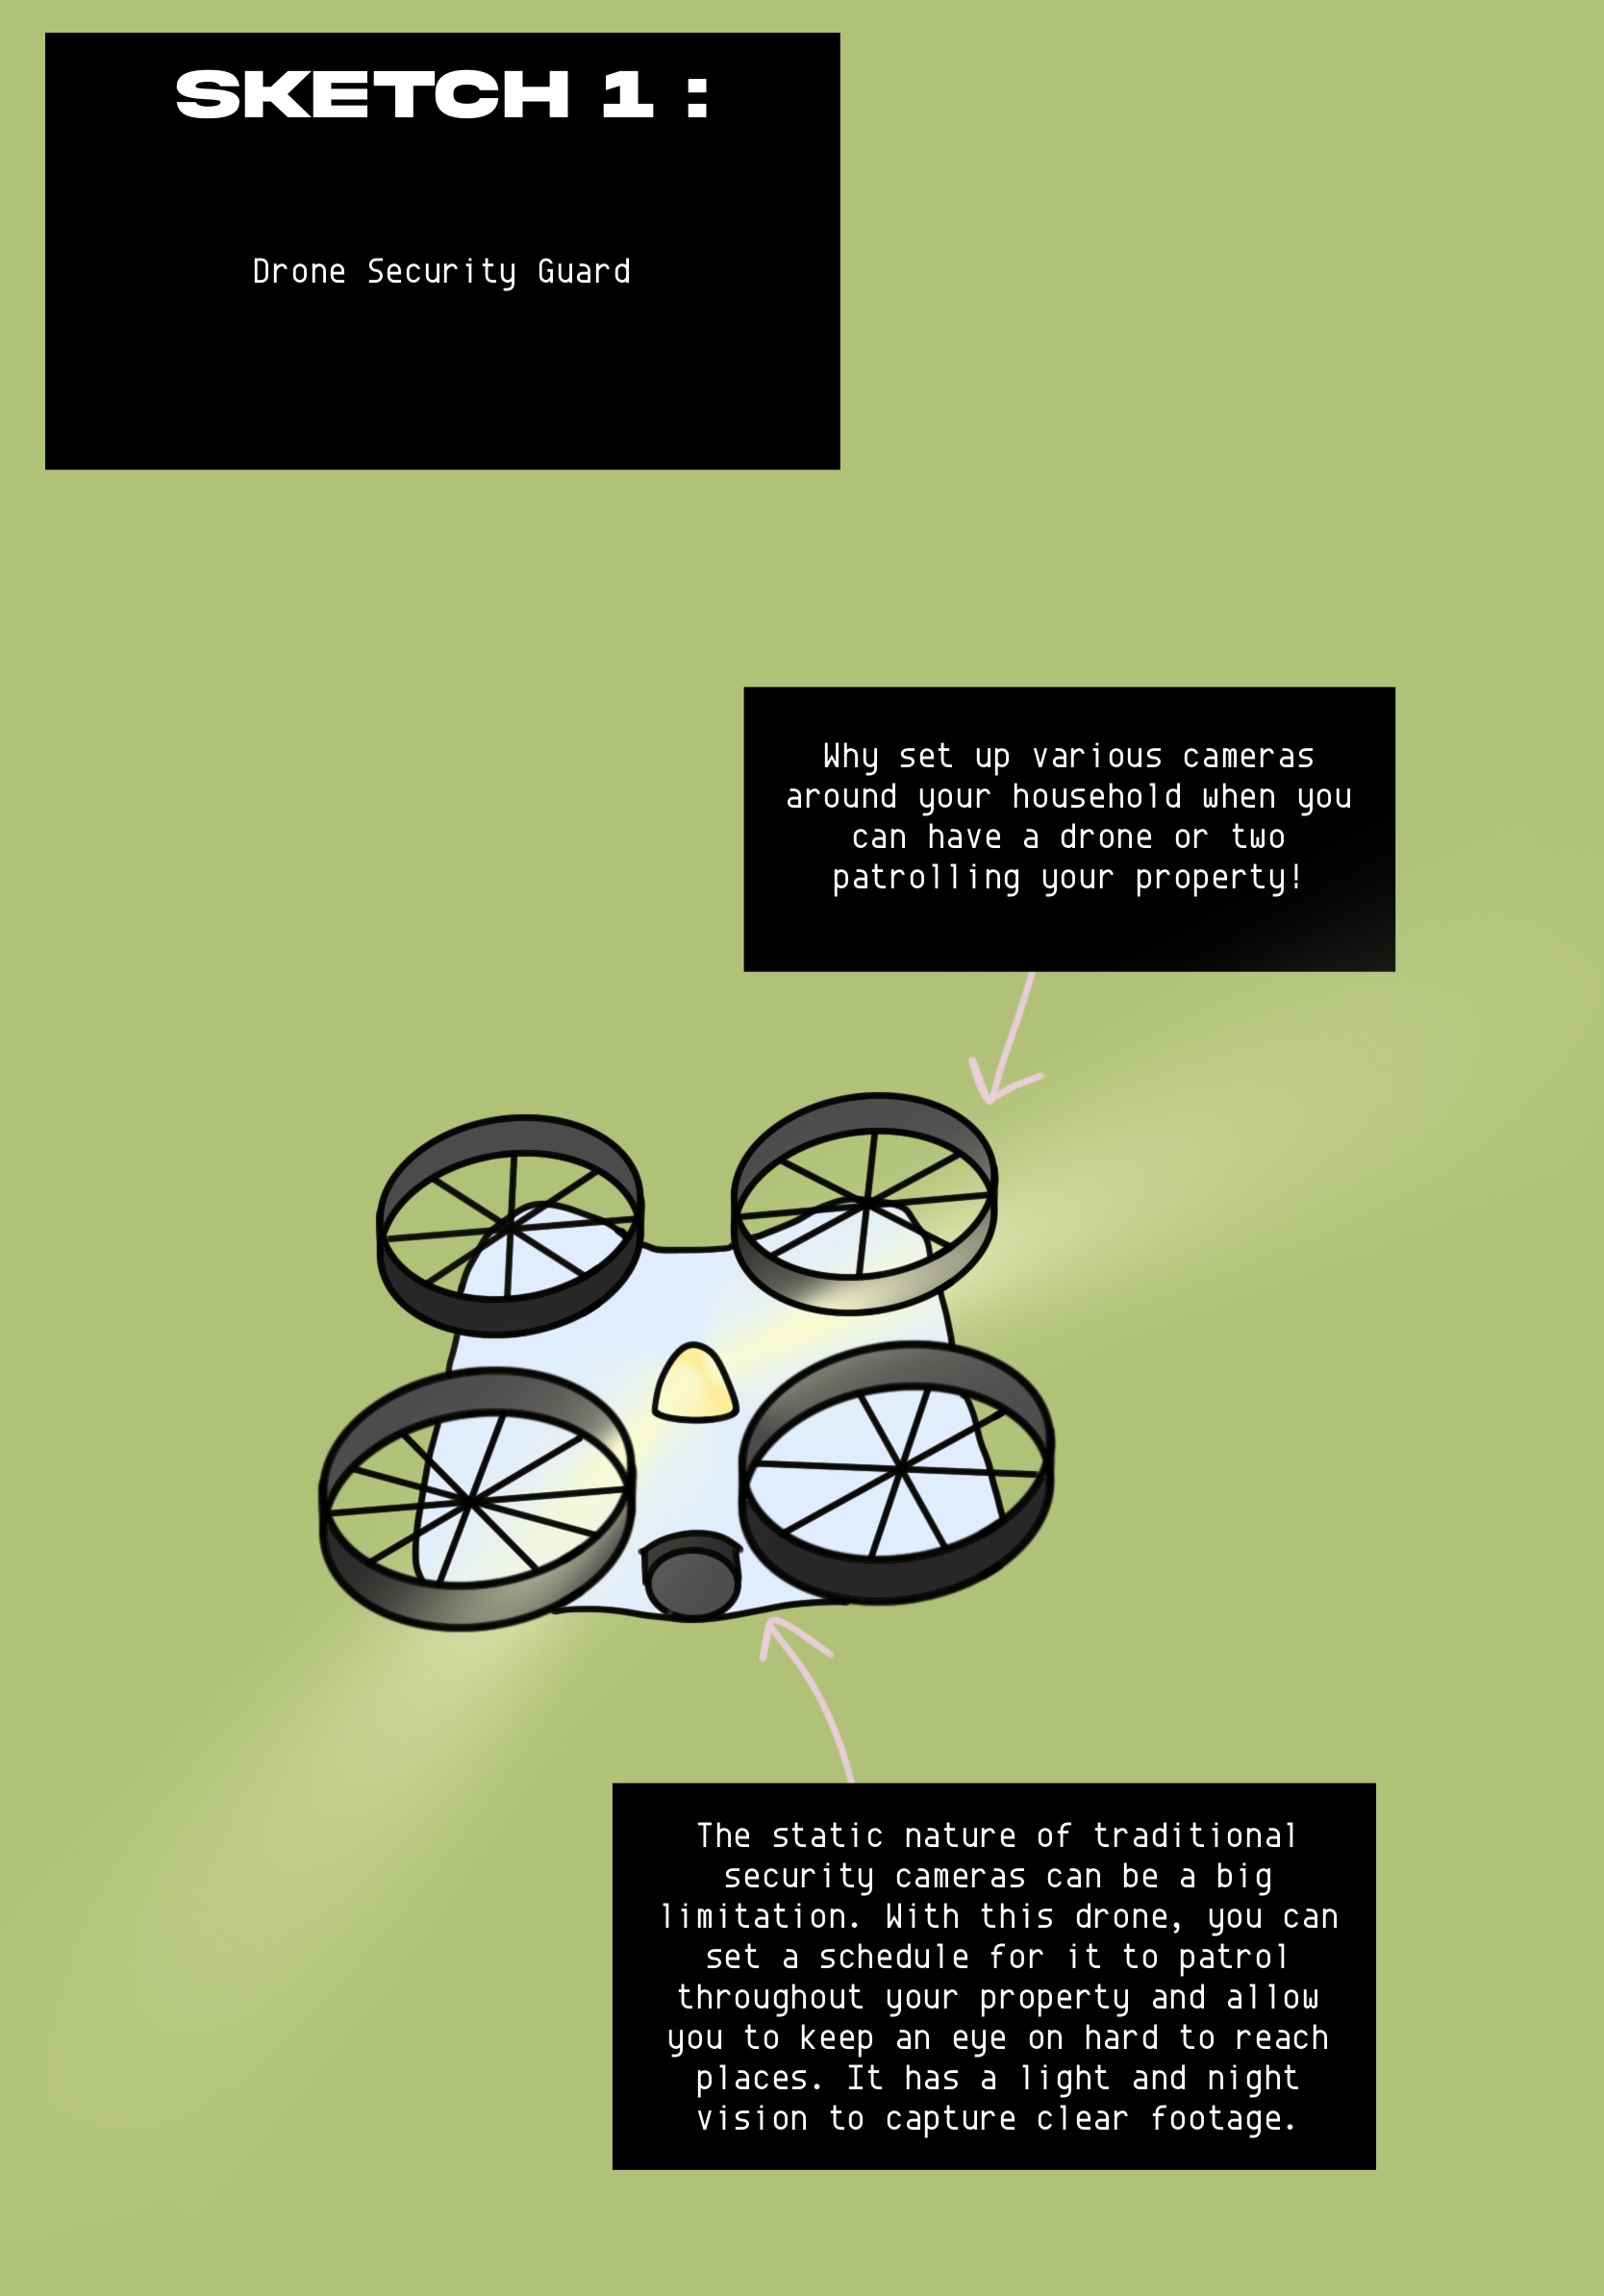 SKETCH 1 :
Drone Security Guard
Why set up various cameras
around your household when you
can have a drone or two
patrolling your property!
The static nature of traditional
security cameras can be a big
limitation. With this drone, you can
set a schedule for it to patrol
throughout your property and allow
you to keep an eye on hard to reach
places. It has a light and night
vision to capture clear footage.